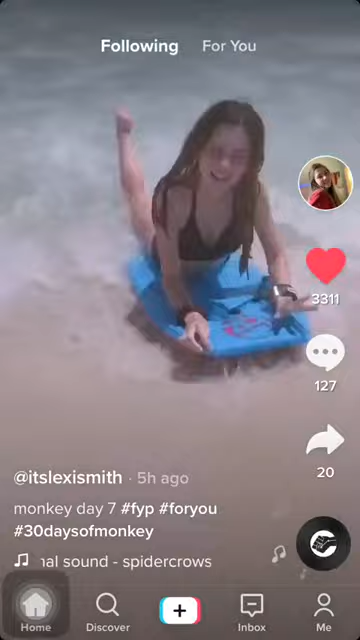 Following For You
3311
127
20
@itslexismith · 5h ago
monkey day 7 #fyp #foryou
#30daysofmonkey
nal sound - spidercrows
Home Discover Inbox Me